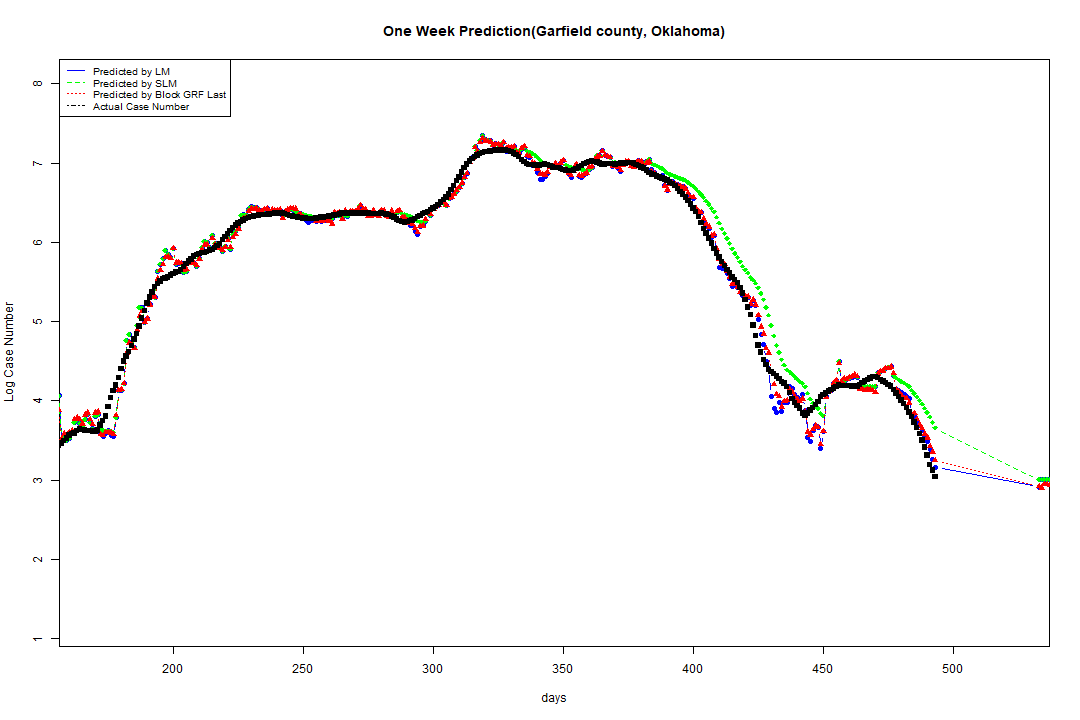 One Week Prediction(Garfield county, Oklahoma)
Predicted by LM
Predicted by SLM
Predicted by Block GRF Last
Actual Case Number
Log Case Number
8
7
6
5
4
3
2
1
200 250 300 350 400 450 500
days